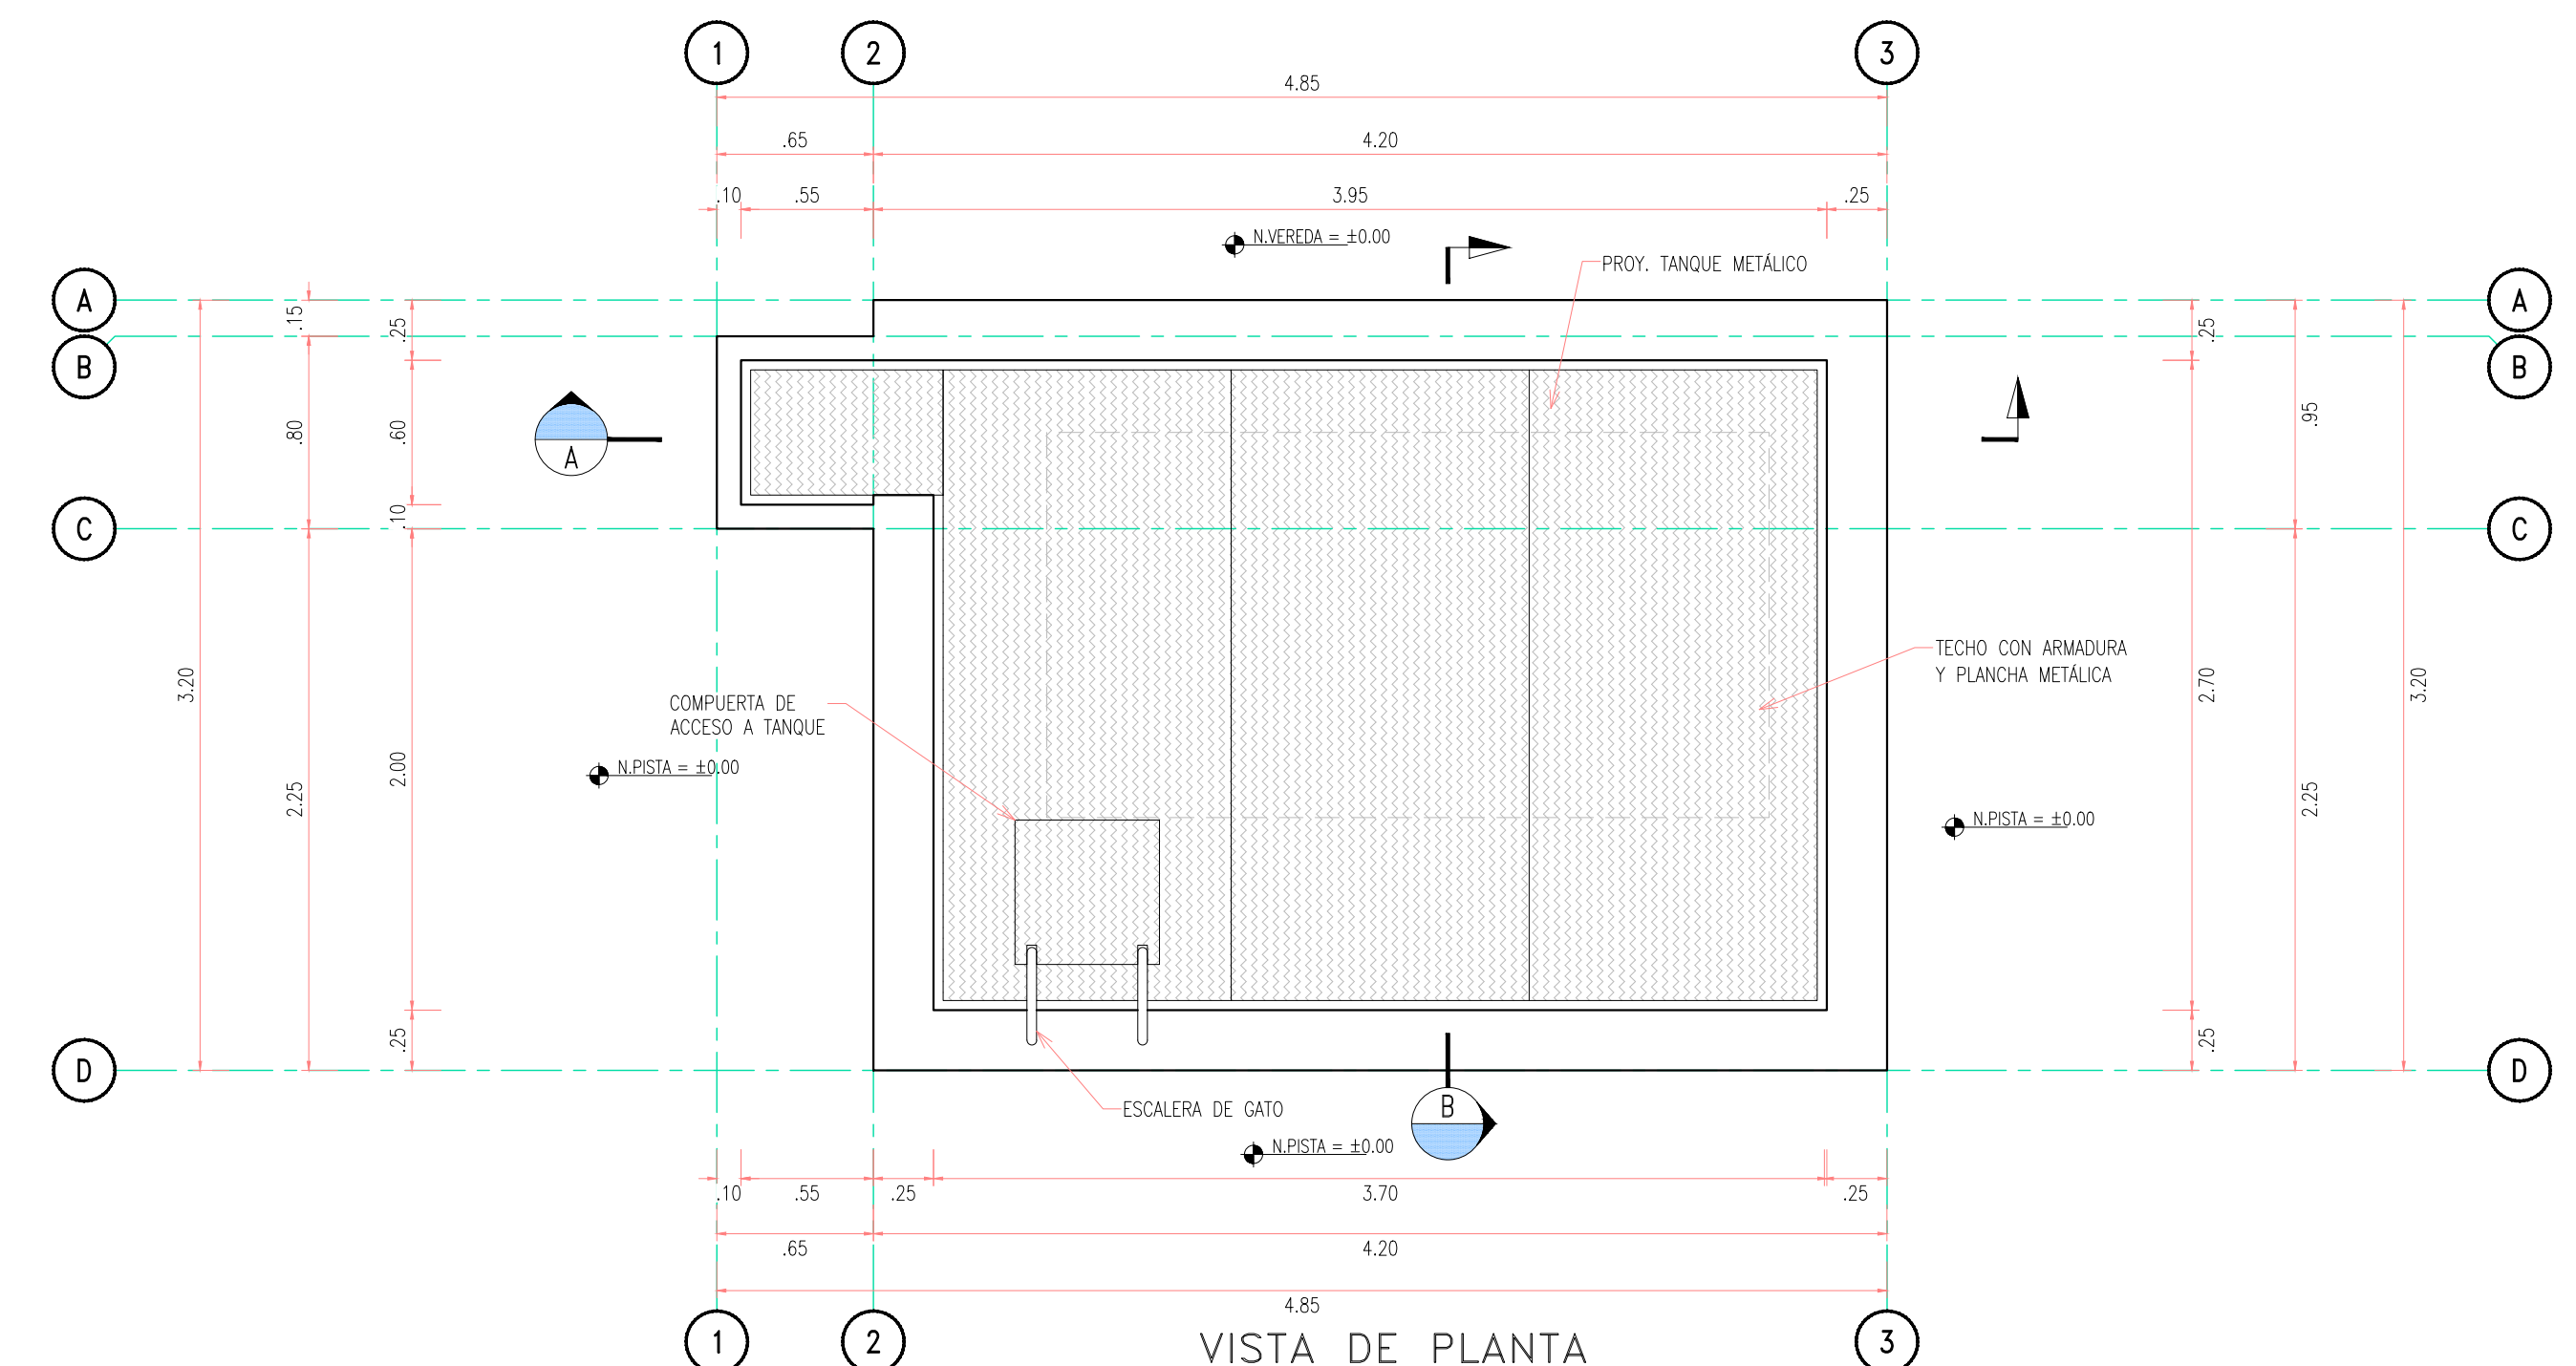 1
2
3
4.85
.65
4.20
.10
.55
3.95
.25
N.VEREDA = ±0.00
PROY. TANQUE METÁLICO
A
A
.15
.25
.25
B
B
.80
.60
.95
A
.10
C
C
3.20
2.25
2.00
COMPUERTA DE
ACCESO A TANQUE
TECHO CON ARMADURA
Y PLANCHA METÁLICA
2.70
3.20
N.PISTA = ±0.00
2.25
N.PISTA = ±0.00
.25
.25
D
D
ESCALERA DE GATO
B
N.PISTA = ±0.00
.10
.55
.25
3.70
.25
.65
4.20
4.85
1
2
VISTA DE PLANTA
3